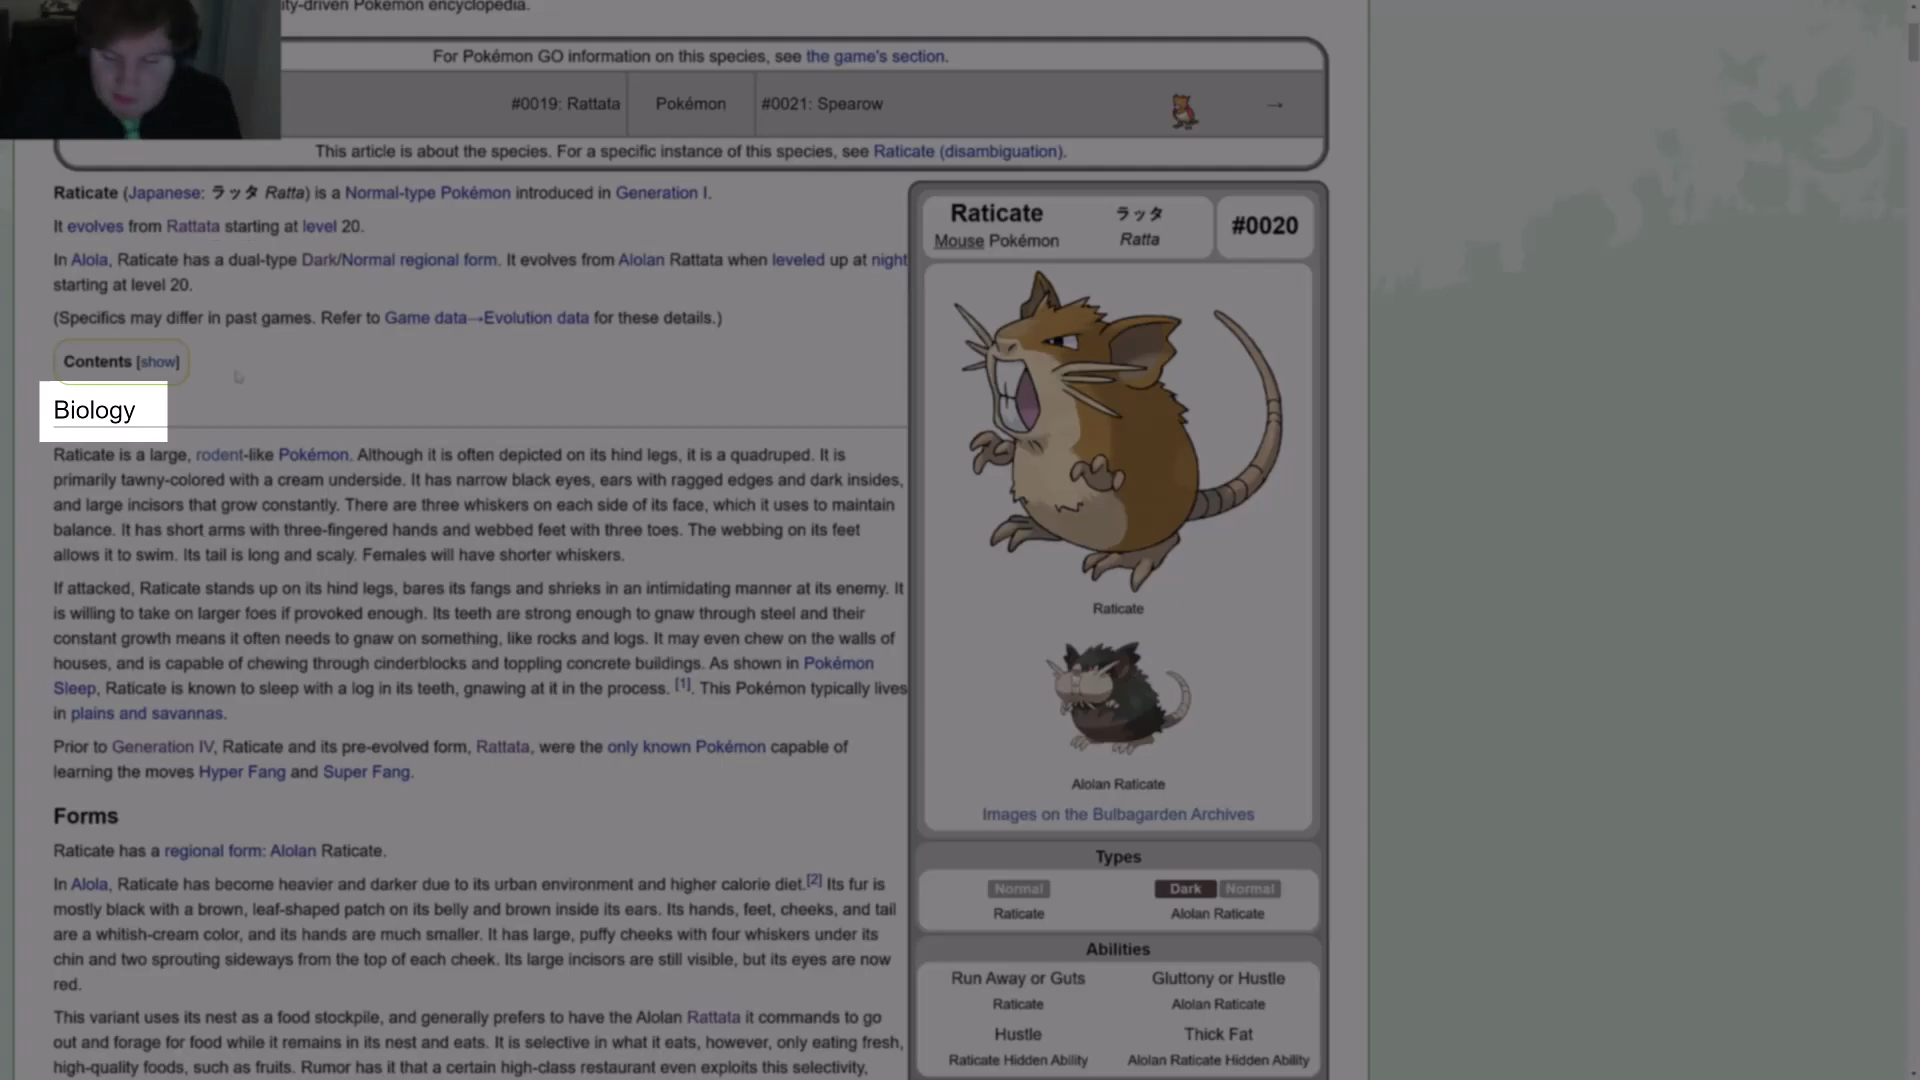 ity-driven Pokémon encyclopedia.
For Pokémon GO information on this species, see the game's section.
#0019: Rattata Pokémon #0021: Spearow →
This article is about the species. For a specific instance of this species, see Raticate (disambiguation).
Raticate (Japanese: ラッタ Ratta) is a Normal-type Pokémon introduced in Generation I.
It evolves from Rattata starting at level 20.
In Alola, Raticate has a dual-type Dark/Normal regional form. It evolves from Alolan Rattata when leveled up at night
starting at level 20.
(Specifics may differ in past games. Refer to Game data→Evolution data for these details.)
Contents [show]
Biology
Raticate is a large, rodent-like Pokémon. Although it is often depicted on its hind legs, it is a quadruped. It is
primarily tawny-colored with a cream underside. It has narrow black eyes, ears with ragged edges and dark insides,
and large incisors that grow constantly. There are three whiskers on each side of its face, which it uses to maintain
balance. It has short arms with three-fingered hands and webbed feet with three toes. The webbing on its feet
allows it to swim. Its tail is long and scaly. Females will have shorter whiskers.
If attacked, Raticate stands up on its hind legs, bares its fangs and shrieks in an intimidating manner at its enemy. It
is willing to take on larger foes if provoked enough. Its teeth are strong enough to gnaw through steel and their
constant growth means it often needs to gnaw on something, like rocks and logs. It may even chew on the walls of
houses, and is capable of chewing through cinderblocks and toppling concrete buildings. As shown in Pokémon
Sleep, Raticate is known to sleep with a log in its teeth, gnawing at it in the process. [1]. This Pokémon typically lives
in plains and savannas.
Prior to Generation IV, Raticate and its pre-evolved form, Rattata, were the only known Pokémon capable of
learning the moves Hyper Fang and Super Fang.
Forms
Raticate has a regional form: Alolan Raticate.
In Alola, Raticate has become heavier and darker due to its urban environment and higher calorie diet.[2] Its fur is
mostly black with a brown, leaf-shaped patch on its belly and brown inside its ears. Its hands, feet, cheeks, and tail
are a whitish-cream color, and its hands are much smaller. It has large, puffy cheeks with four whiskers under its
chin and two sprouting sideways from the top of each cheek. Its large incisors are still visible, but its eyes are now
red.
This variant uses its nest as a food stockpile, and generally prefers to have the Alolan Rattata it commands to go
out and forage for food while it remains in its nest and eats. It is selective in what it eats, however, only eating fresh,
high-quality foods, such as fruits. Rumor has it that a certain high-class restaurant even exploits this selectivity,
Raticate ラッタ #0020
Mouse Pokémon Ratta
Raticate
Alolan Raticate
Images on the Bulbagarden Archives
Types
Normal Dark Normal
Raticate Alolan Raticate
Abilities
Run Away or Guts Gluttony or Hustle
Raticate Alolan Raticate
Hustle Thick Fat
Raticate Hidden Ability Alolan Raticate Hidden Ability